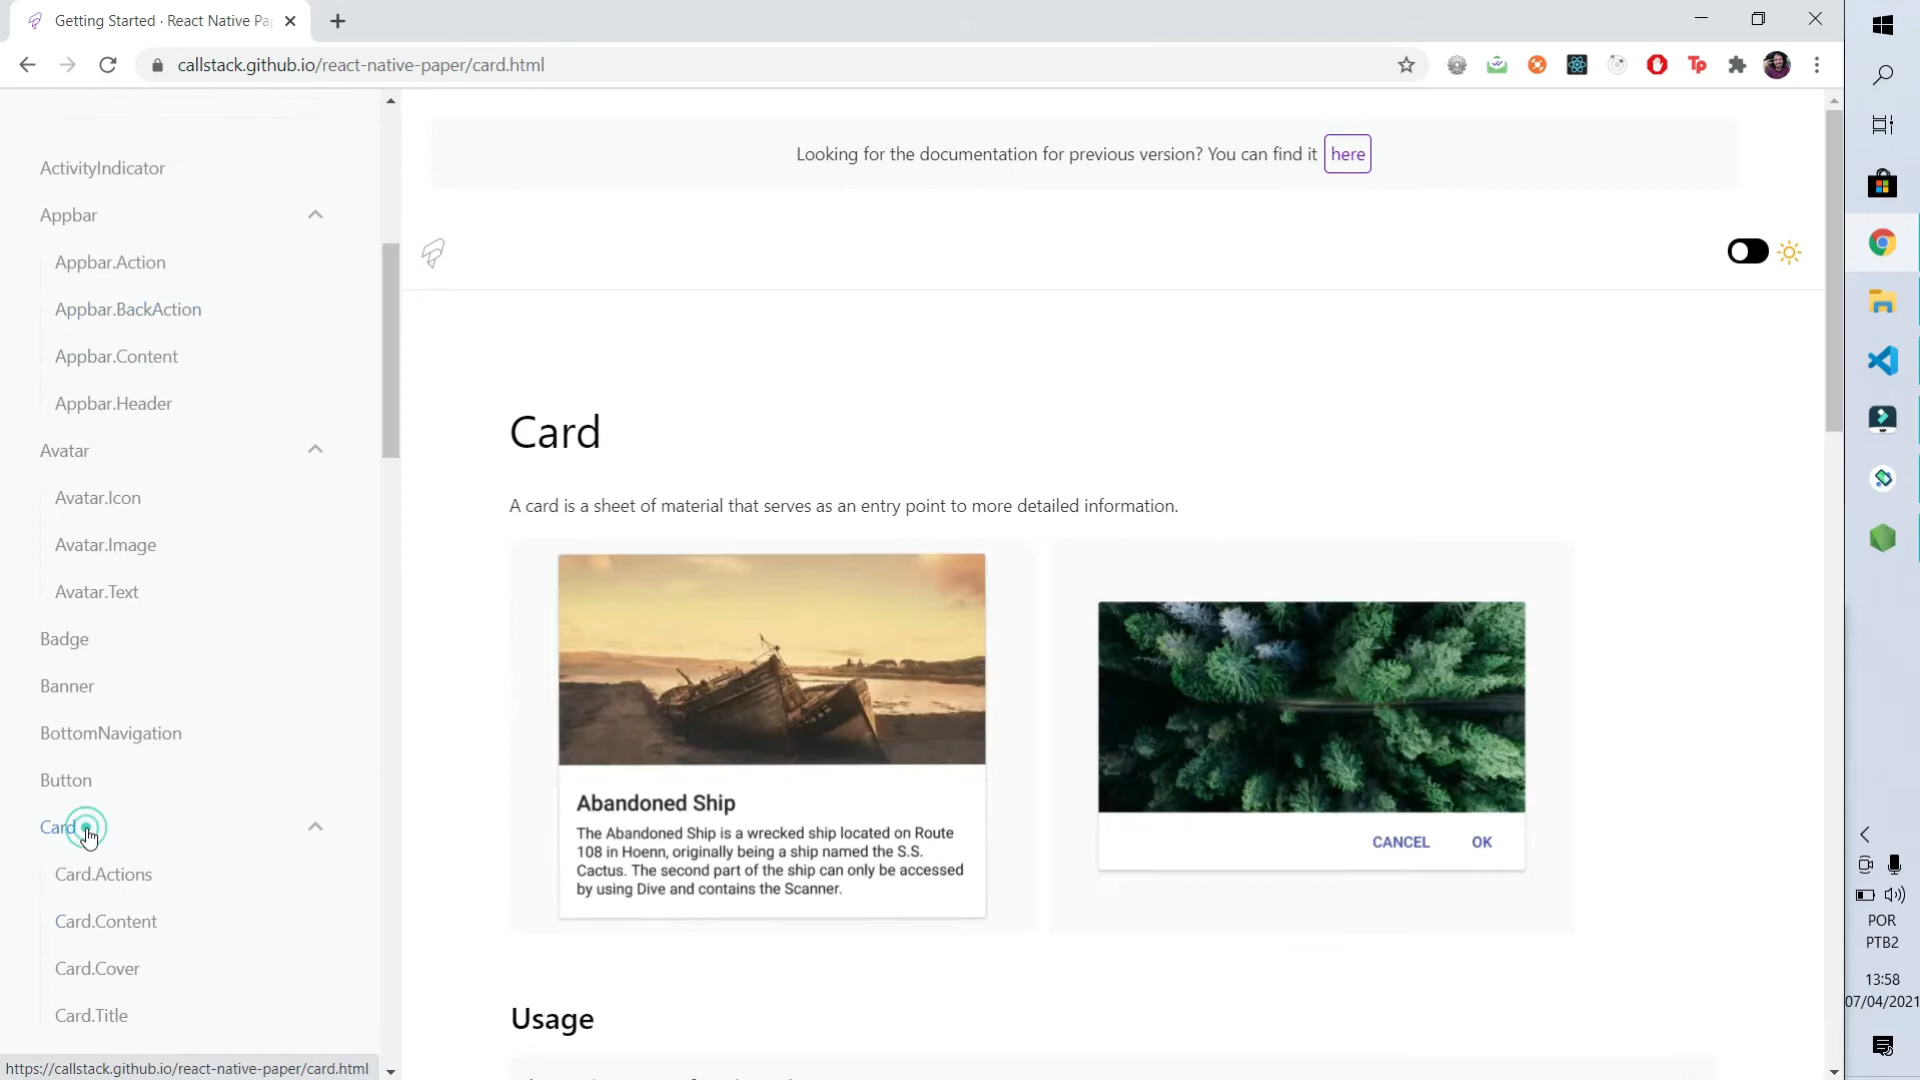 Getting Started · React Native Pa
callstack.github.io/react-native-paper/card.html
Tp
ActivityIndicator
Appbar
Appbar.Action
Appbar.BackAction
Appbar.Content
Appbar.Header
Avatar
Avatar.Icon
Avatar.Image
Avatar.Text
Badge
Banner
BottomNavigation
Button
Card
Card.Actions
Card.Content
Card.Cover
Card.Title
https://callstack.github.io/react-native-paper/card.html
Looking for the documentation for previous version? You can find it here
Card
A card is a sheet of material that serves as an entry point to more detailed information.
Abandoned Ship
The Abandoned Ship is a wrecked ship located on Route
108 in Hoenn, originally being a ship named the S.S.
Cactus. The second part of the ship can only be accessed
by using Dive and contains the Scanner.
CANCEL OK
Usage
POR
PTB2
13:58
07/04/2021